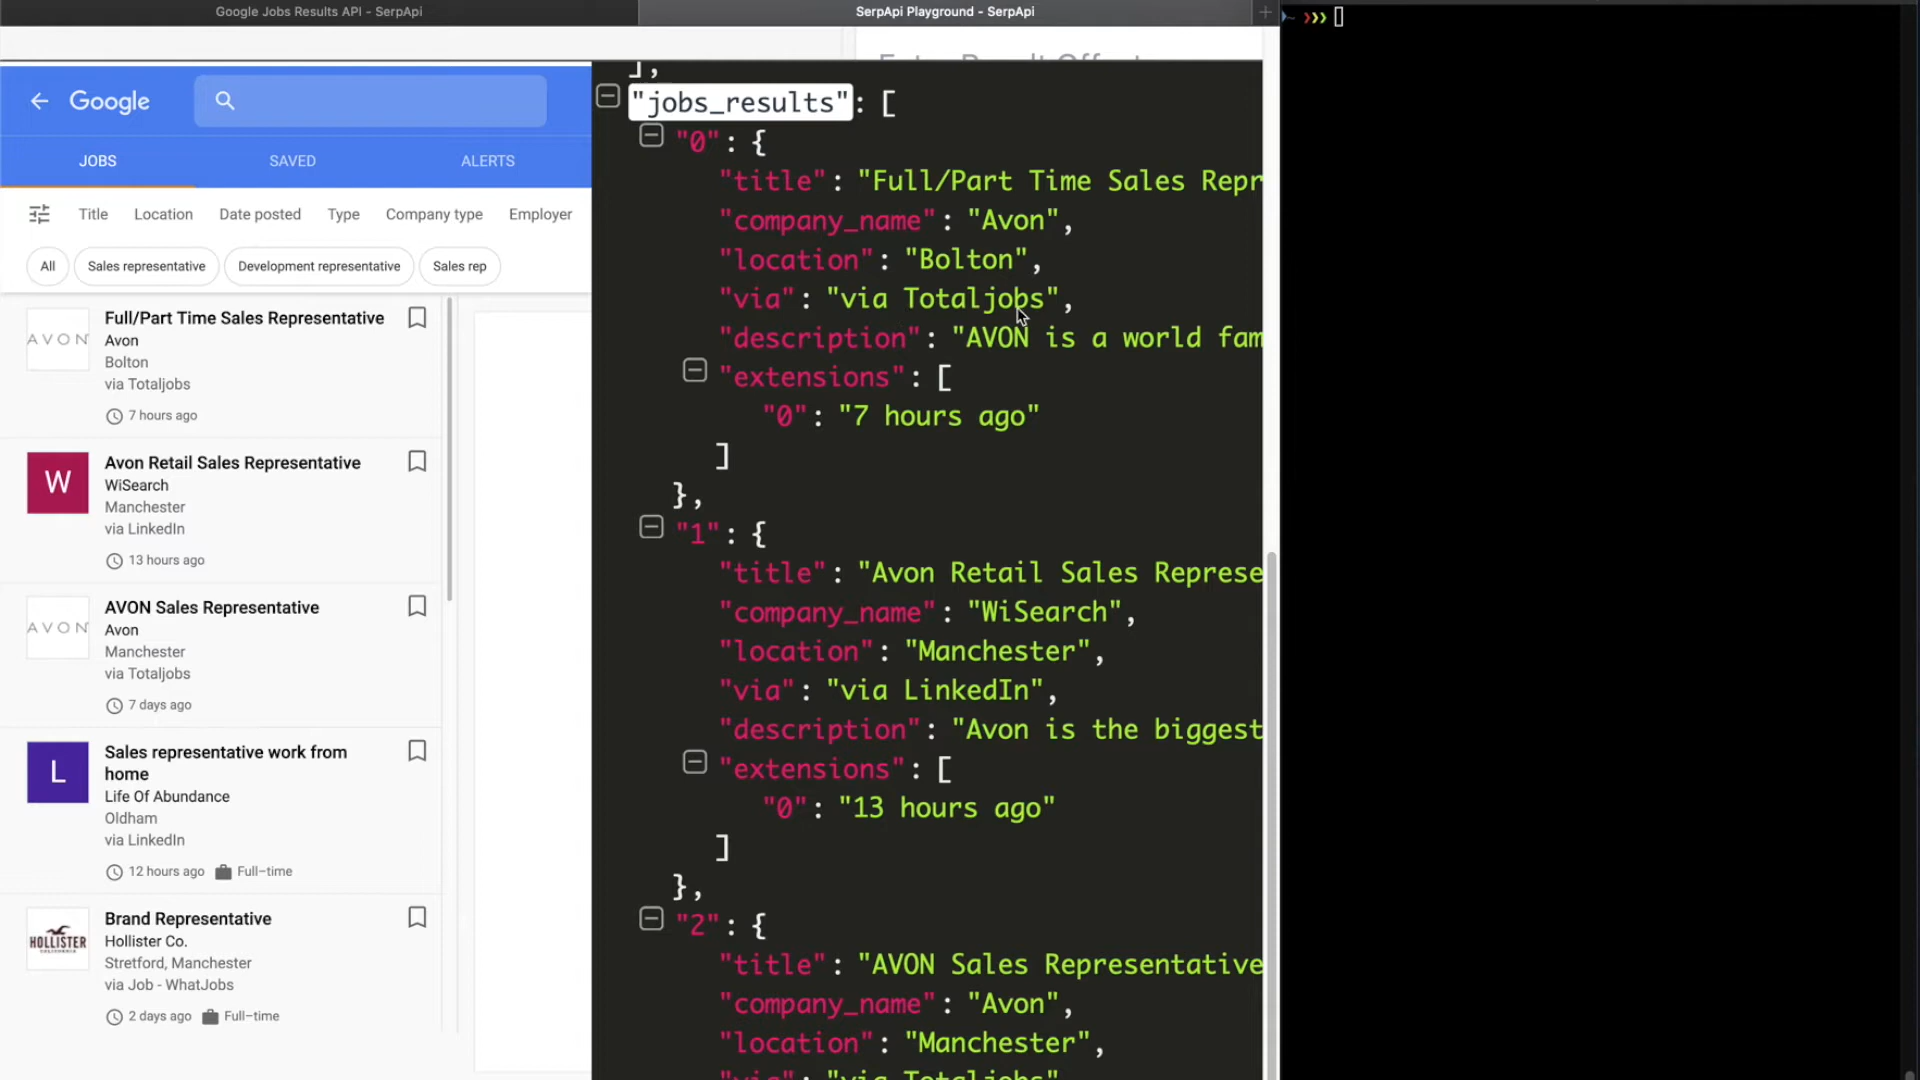 Google Jobs Results API - SerpApi
SerpApi Playground - SerpApi
Google
JOBS
SAVED
ALERTS
Title
Location
Date posted
Type
Company type
Employer
All
Sales representative
Development representative
Sales rep
AVON
Full/Part Time Sales Representative
Avon
Bolton
via Totaljobs
7 hours ago
W
Avon Retail Sales Representative
WiSearch
Manchester
via LinkedIn
13 hours ago
AVON
AVON Sales Representative
Avon
Manchester
via Totaljobs
7 days ago
L
Sales representative work from
home
Life Of Abundance
Oldham
via LinkedIn
12 hours ago
Full-time
HOLLISTER
CALIFORNIA
Brand Representative
Hollister Co.
Stretford, Manchester
via Job - WhatJobs
2 days ago
Full-time
],
"jobs_results": [
"0": {
"title": "Full/Part Time Sales Repr
"company_name": "Avon",
"location": "Bolton",
"via": "via Totaljobs",
"description": "AVON is a world fam
"extensions": [
"0": "7 hours ago"
]
},
"1": {
"title": "Avon Retail Sales Represe
"company_name": "WiSearch",
"location": "Manchester",
"via": "via LinkedIn",
"description": "Avon is the biggest
"extensions": [
"0": "13 hours ago"
]
},
"2": {
"title": "AVON Sales Representative
"company_name": "Avon",
"location": "Manchester",
"via": "via Totaljobs"
~ ❯❯❯